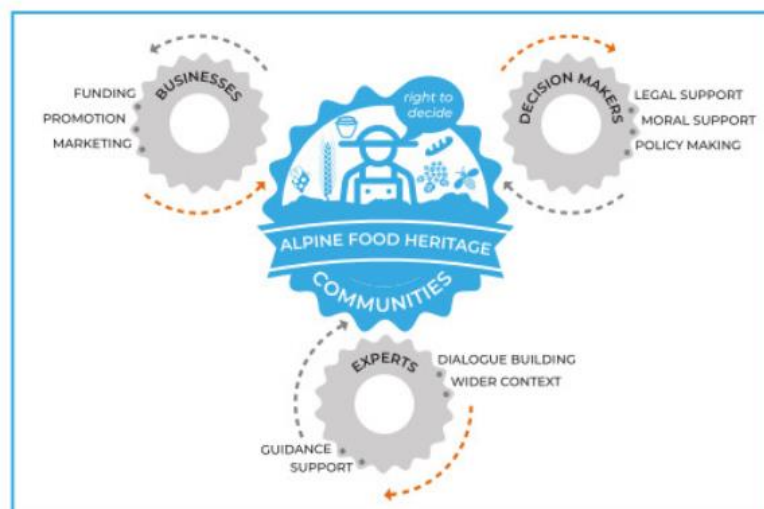 BUSINESSES
FUNDING
PROMOTION
MARKETING
right to
decide
ALPINE FOOD HERITAGE
COMMUNITIES
DECISION MAKERS
LEGAL SUPPORT
MORAL SUPPORT
POLICY MAKING
EXPERTS
DIALOGUE BUILDING
WIDER CONTEXT
GUIDANCE
SUPPORT